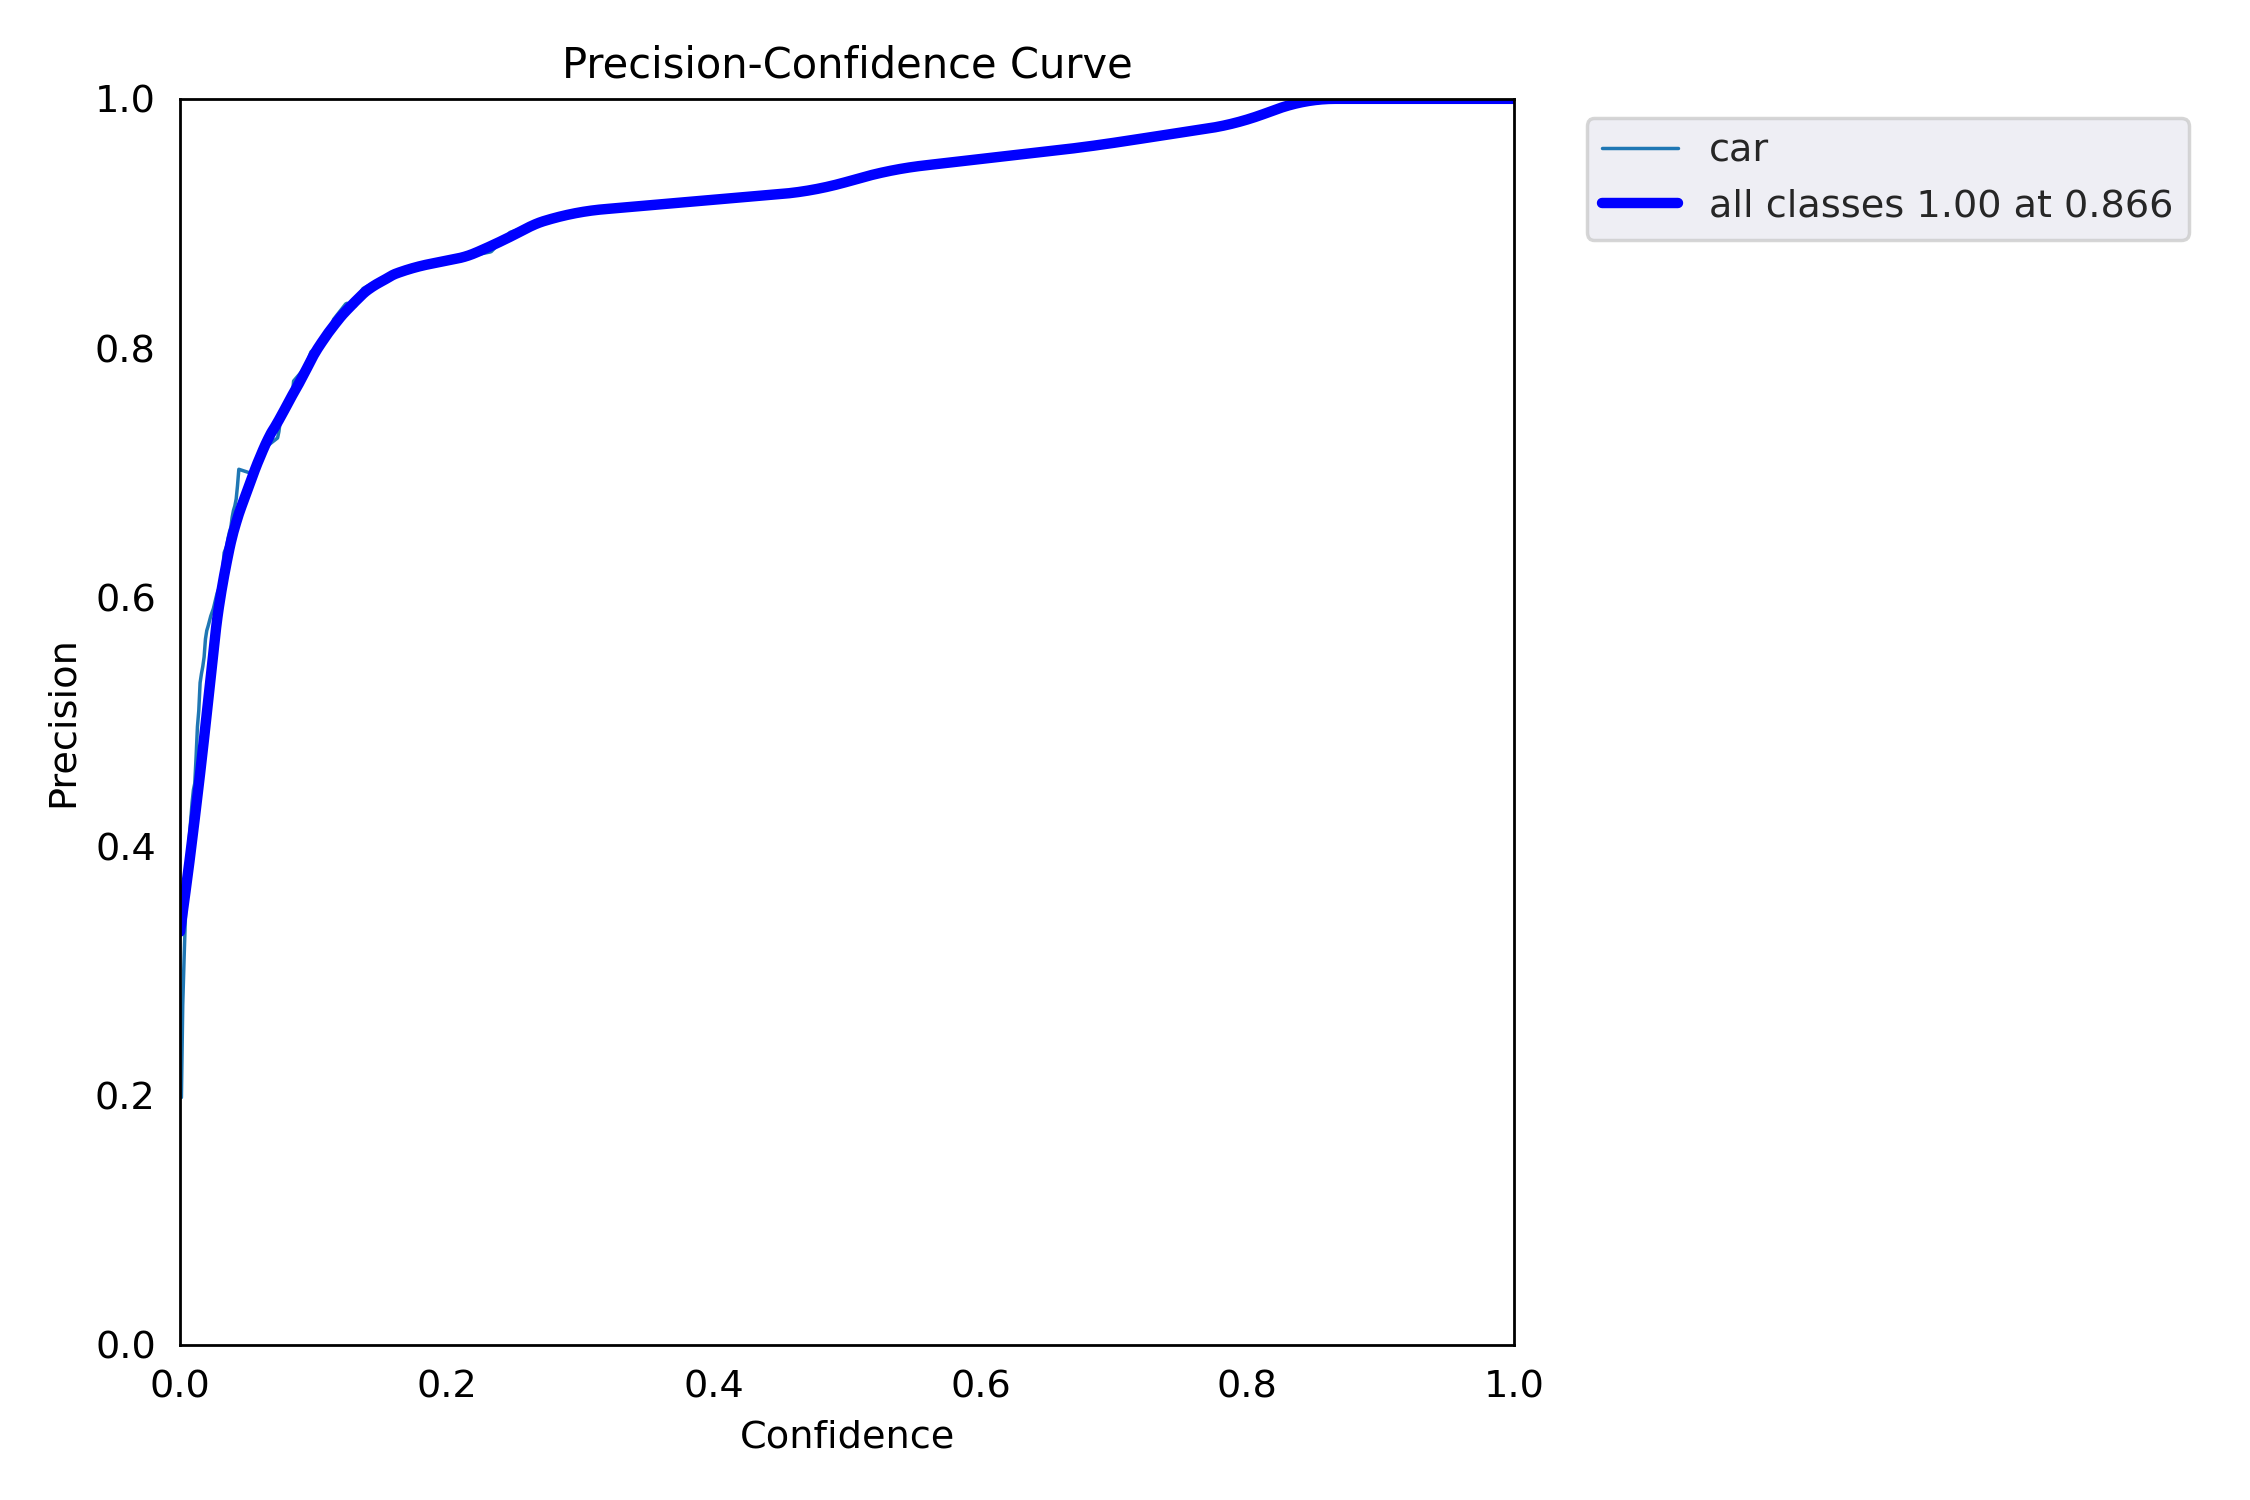 Precision-Confidence Curve
1.0
0.8
0.6
0.4
0.2
0.0
Precision
0.0 0.2 0.4 0.6 0.8 1.0
Confidence
car
all classes 1.00 at 0.866